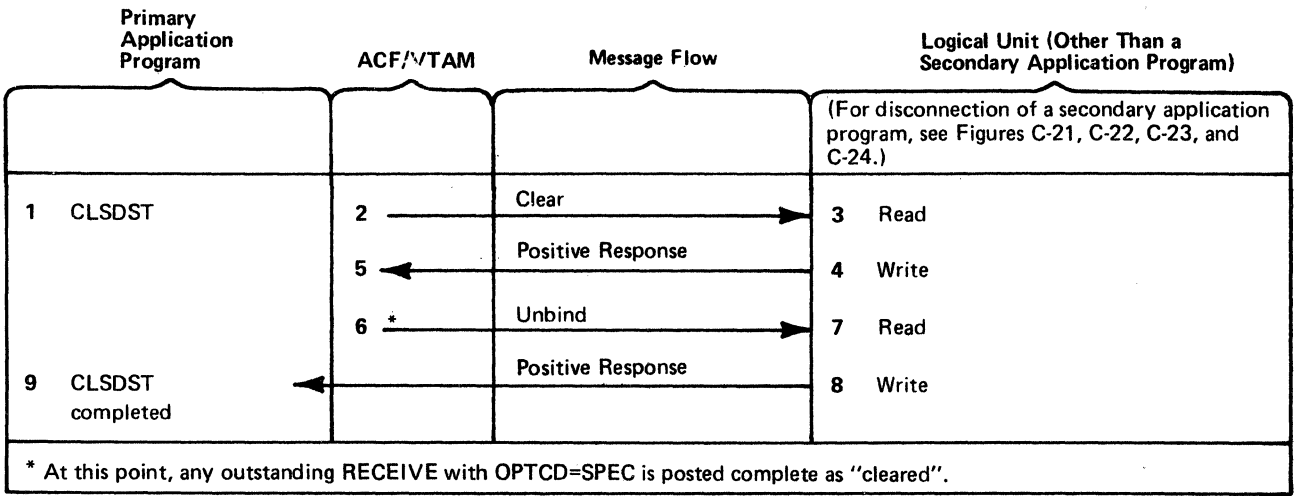 Primary
Application
Program
ACF/VTAM
Message Flow
Logical Unit (Other Than a
Secondary Application Program)
(For disconnection of a secondary application
program, see Figures C-21, C-22, C-23, and
C-24.)
1 CLSDST 2 Clear 3 Read
5 Positive Response 4 Write
6 * Unbind 7 Read
9 CLSDST Positive Response 8 Write
completed
* At this point, any outstanding RECEIVE with OPTCD=SPEC is posted complete as "cleared".